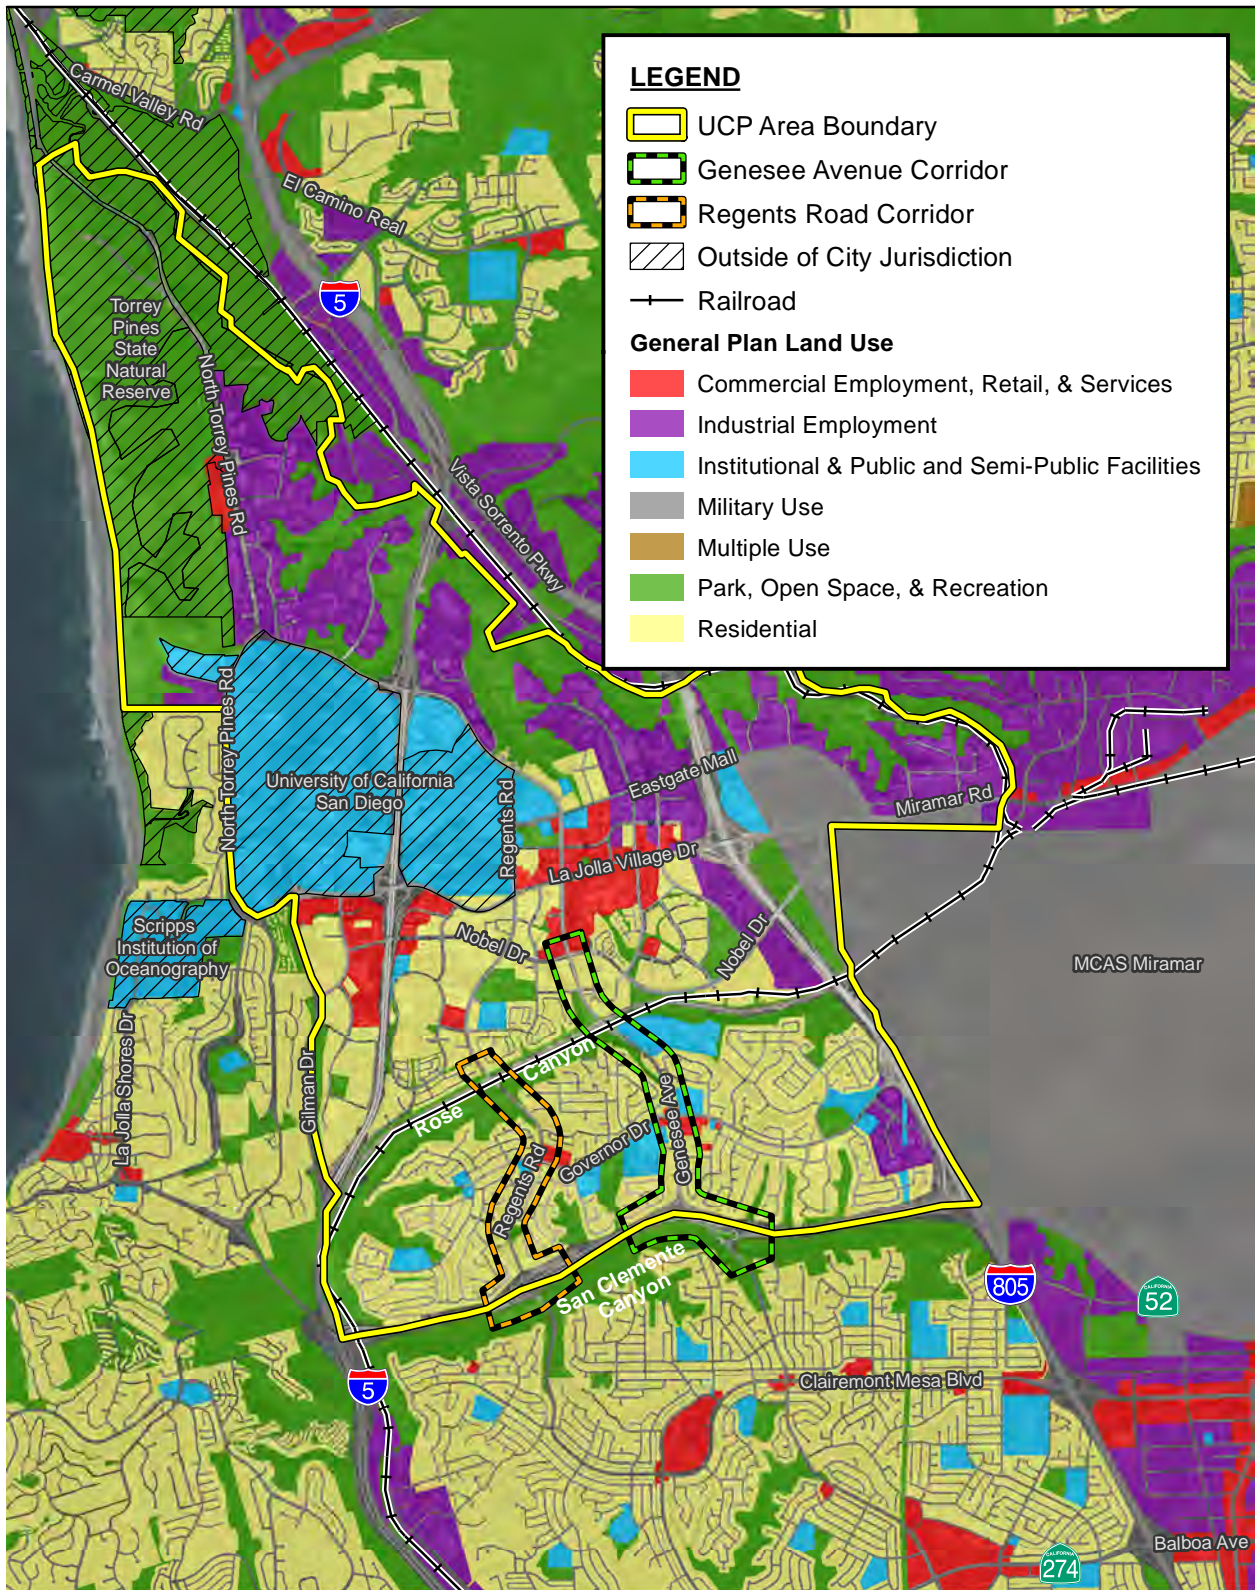 LEGEND
UCP Area Boundary
Genesee Avenue Corridor
Regents Road Corridor
Outside of City Jurisdiction
Railroad
General Plan Land Use
Commercial Employment, Retail, & Services
Industrial Employment
Institutional & Public and Semi-Public Facilities
Military Use
Multiple Use
Park, Open Space, & Recreation
Residential
Carmel Valley Rd
El Camino Real
5
Torrey
Pines
State
Natural
Reserve
North Torrey Pines Rd
Vista Sorrento Pkwy
North Torrey Pines Rd
University of California
San Diego
Regents Rd
Eastgate Mall
Miramar Rd
La Jolla Village Dr
Scripps
Institution of
Oceanography
Nobel Dr
Nobel Dr
MCAS Miramar
La Jolla Shores Dr
Gilman Dr
Rose
Canyon
Genesee Ave
Governor Dr
Regents Rd
San Clemente
Canyon
805
CALIFORNIA
52
5
Clairemont Mesa Blvd
Balboa Ave
CALIFORNIA
274